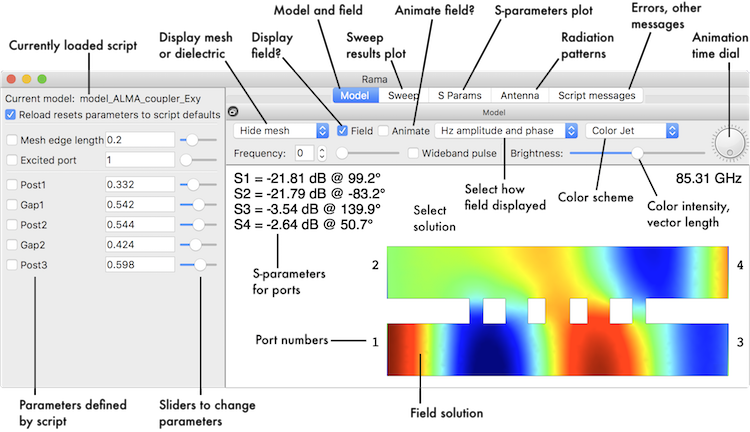 Errors, other
messages
Model and field
Animate field?
S-parameters plot
Currently loaded script
Display mesh
or dielectric
Display
field?
Sweep
results plot
Radiation
patterns
Animation
time dial
Rama
Current model: model_ALMA_coupler_Exy
Model
Sweep
S Params
Antenna
Script messages
Reload resets parameters to script defaults
Model
Mesh edge length 0.2
Hide mesh
Field
Animate
Hz amplitude and phase
Color Jet
Excited port 1
Frequency: 0
Wideband pulse
Brightness:
Post1 0.332
Gap1 0.542
Post2 0.544
Gap2 0.424
Post3 0.598
S1 = -21.81 dB @ 99.2°
S2 = -21.79 dB @ -83.2°
S3 = -3.54 dB @ 139.9°
S4 = -2.64 dB @ 50.7°
85.31 GHz
Select how
field displayed
Color scheme
Color intensity,
vector length
Select
solution
S-parameters
for ports
2
4
Port numbers
1
3
Parameters defined
by script
Sliders to change
parameters
Field solution